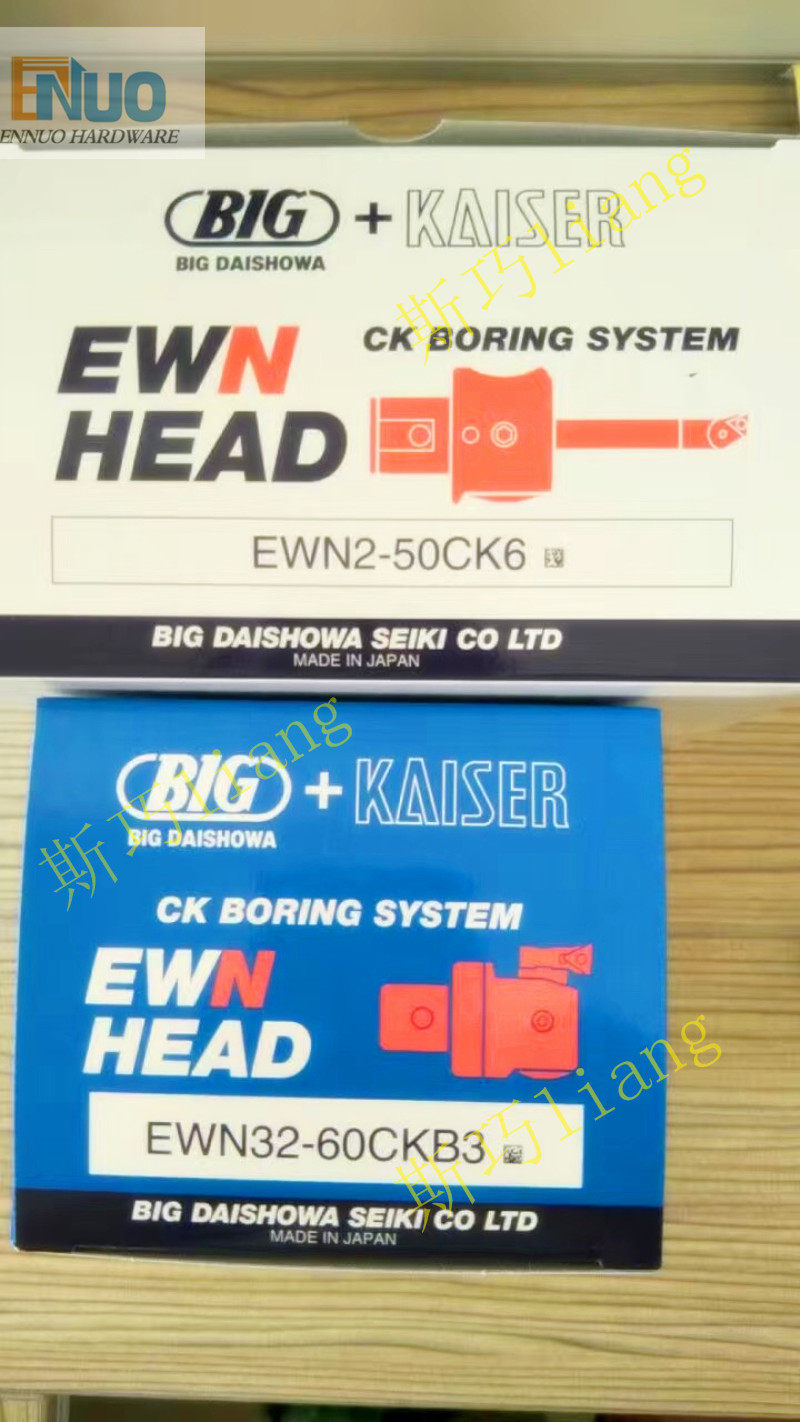 ENUO
ENNUO HARDWARE
BIG + KAISER
BIG DAISHOWA
斯巧liang
EWN
HEAD
CK BORING SYSTEM
EWN2-50CK6
BIG DAISHOWA SEIKI CO LTD
MADE IN JAPAN
斯巧liang
BIG + KAISER
BIG DAISHOWA
CK BORING SYSTEM
EWN
HEAD
斯巧liang
EWN32-60CKB3
BIG DAISHOWA SEIKI CO LTD
MADE IN JAPAN